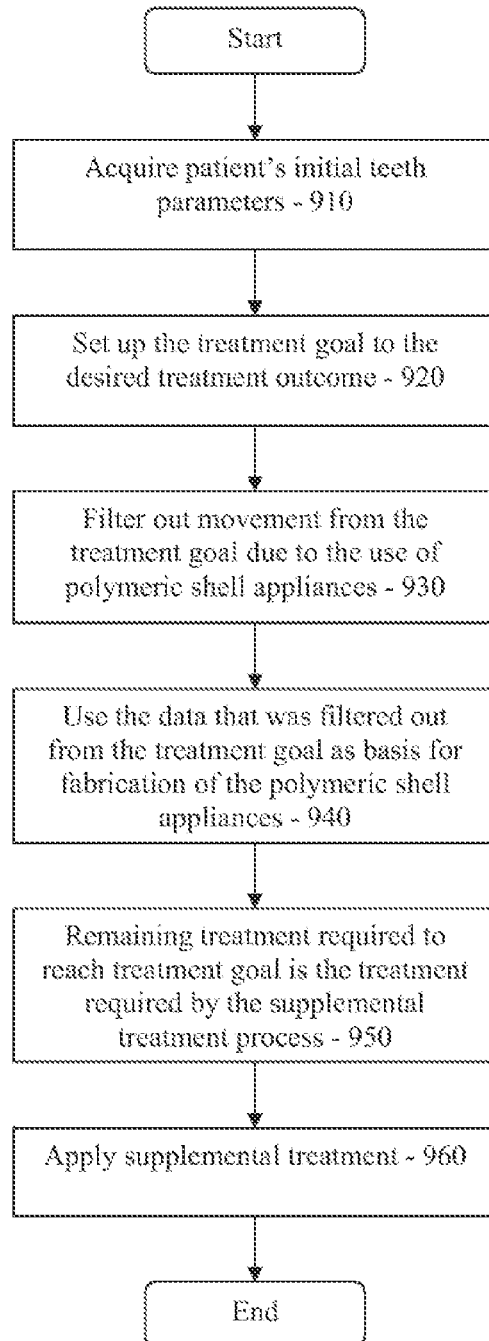 Start
Acquire patient's initial teeth
parameters - 910
Set up the treatment goal to the
desired treatment outcome - 920
Filter out movement from the
treatment goal due to the use of
polymeric shell appliances - 930
Use the data that was filtered out
from the treatment goal as basis for
fabrication of the polymeric shell
appliances - 940
Remaining treatment required to
reach treatment goal is the treatment
required by the supplemental
treatment process - 950
Apply supplemental treatment - 960
End